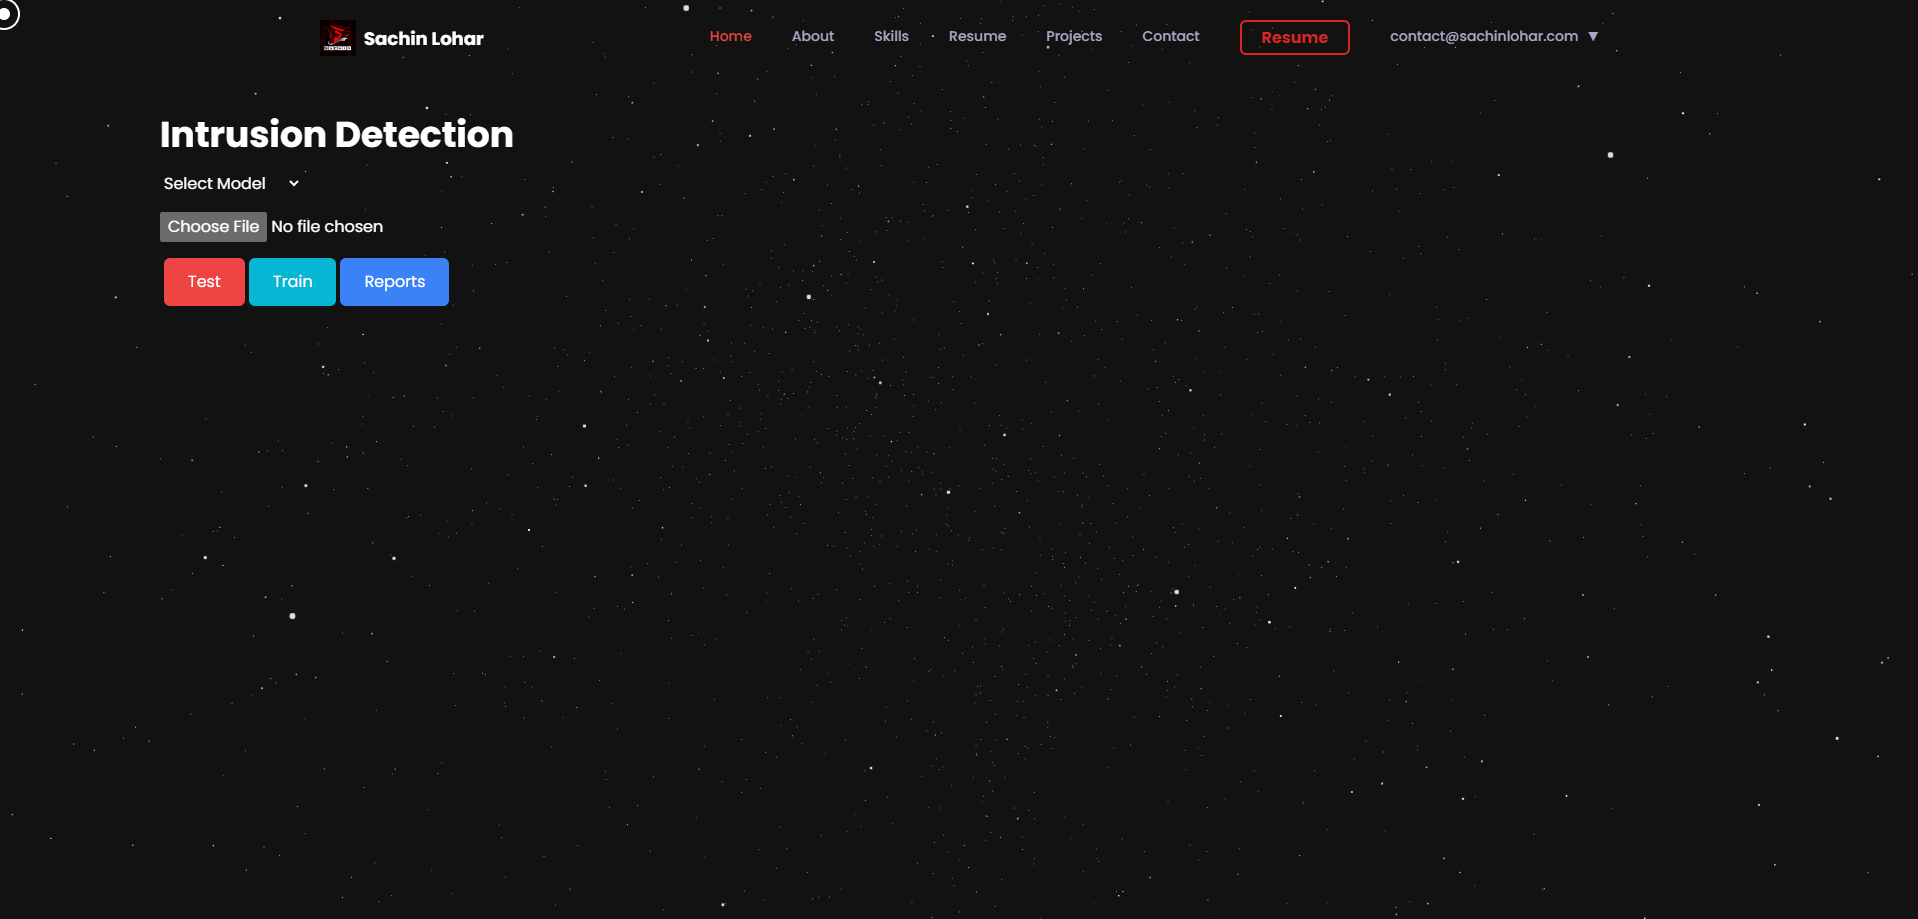 Sachin Lohar
Home About Skills Resume Projects Contact Resume contact@sachinlohar.com ▼
Intrusion Detection
Select Model
Choose File No file chosen
Test Train Reports